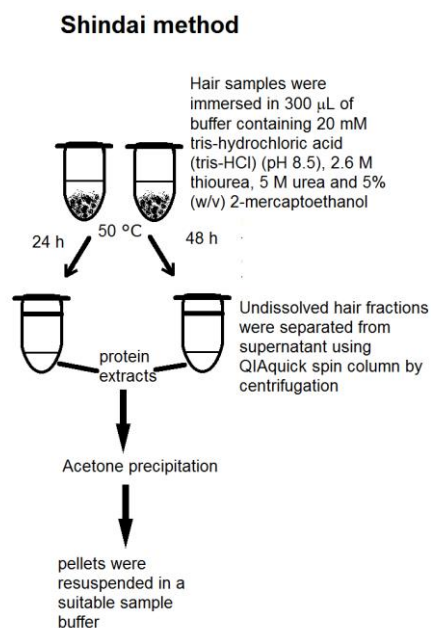 Shindai method
Hair samples were
immersed in 300 μL of
buffer containing 20 mM
tris-hydrochloric acid
(tris-HCl) (pH 8.5), 2.6 M
thiourea, 5 M urea and 5%
(w/v) 2-mercaptoethanol
50 °C
24 h
48 h
Undissolved hair fractions
were separated from
supernatant using
QIAquick spin column by
centrifugation
protein
extracts
Acetone precipitation
pellets were
resuspended in a
suitable sample
buffer